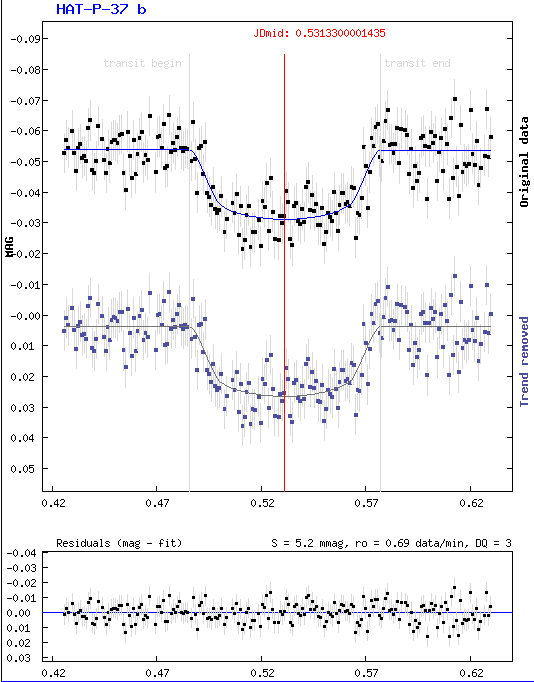 HAT-P-37 b
JDmid: 0.5313300001435
transit begin
transit end
-0.09
-0.08
-0.07
-0.06
-0.05
-0.04
-0.03
-0.02
-0.01
-0.00
0.01
0.02
0.03
0.04
0.05
MAG
Original data
Trend removed
0.42 0.47 0.52 0.57 0.62
Residuals (mag - fit)
S = 5.2 mmag, ro = 0.69 data/min, DQ = 3
-0.04
-0.03
-0.02
-0.01
0.00
0.01
0.02
0.03
0.42 0.47 0.52 0.57 0.62